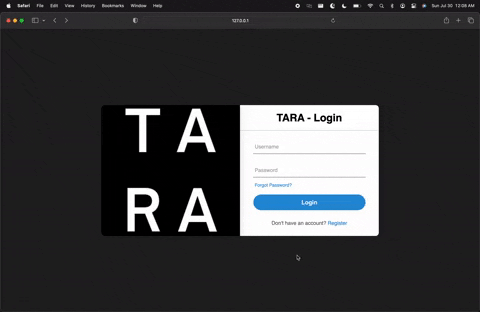 Safari File Edit View History Bookmarks Window Help Sun Jul 30 12:08 AM
127.0.0.1
TA
RA
TARA - Login
Username
Password
Forgot Password?
Login
Don't have an account? Register